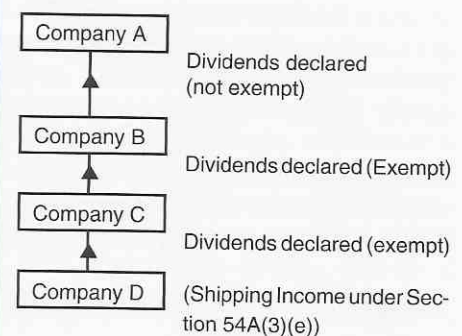 Company A
Dividends declared
(not exempt)
Company B
Dividends declared (Exempt)
Company C
Dividends declared (exempt)
Company D
(Shipping Income under Sec-
tion 54A(3)(e))